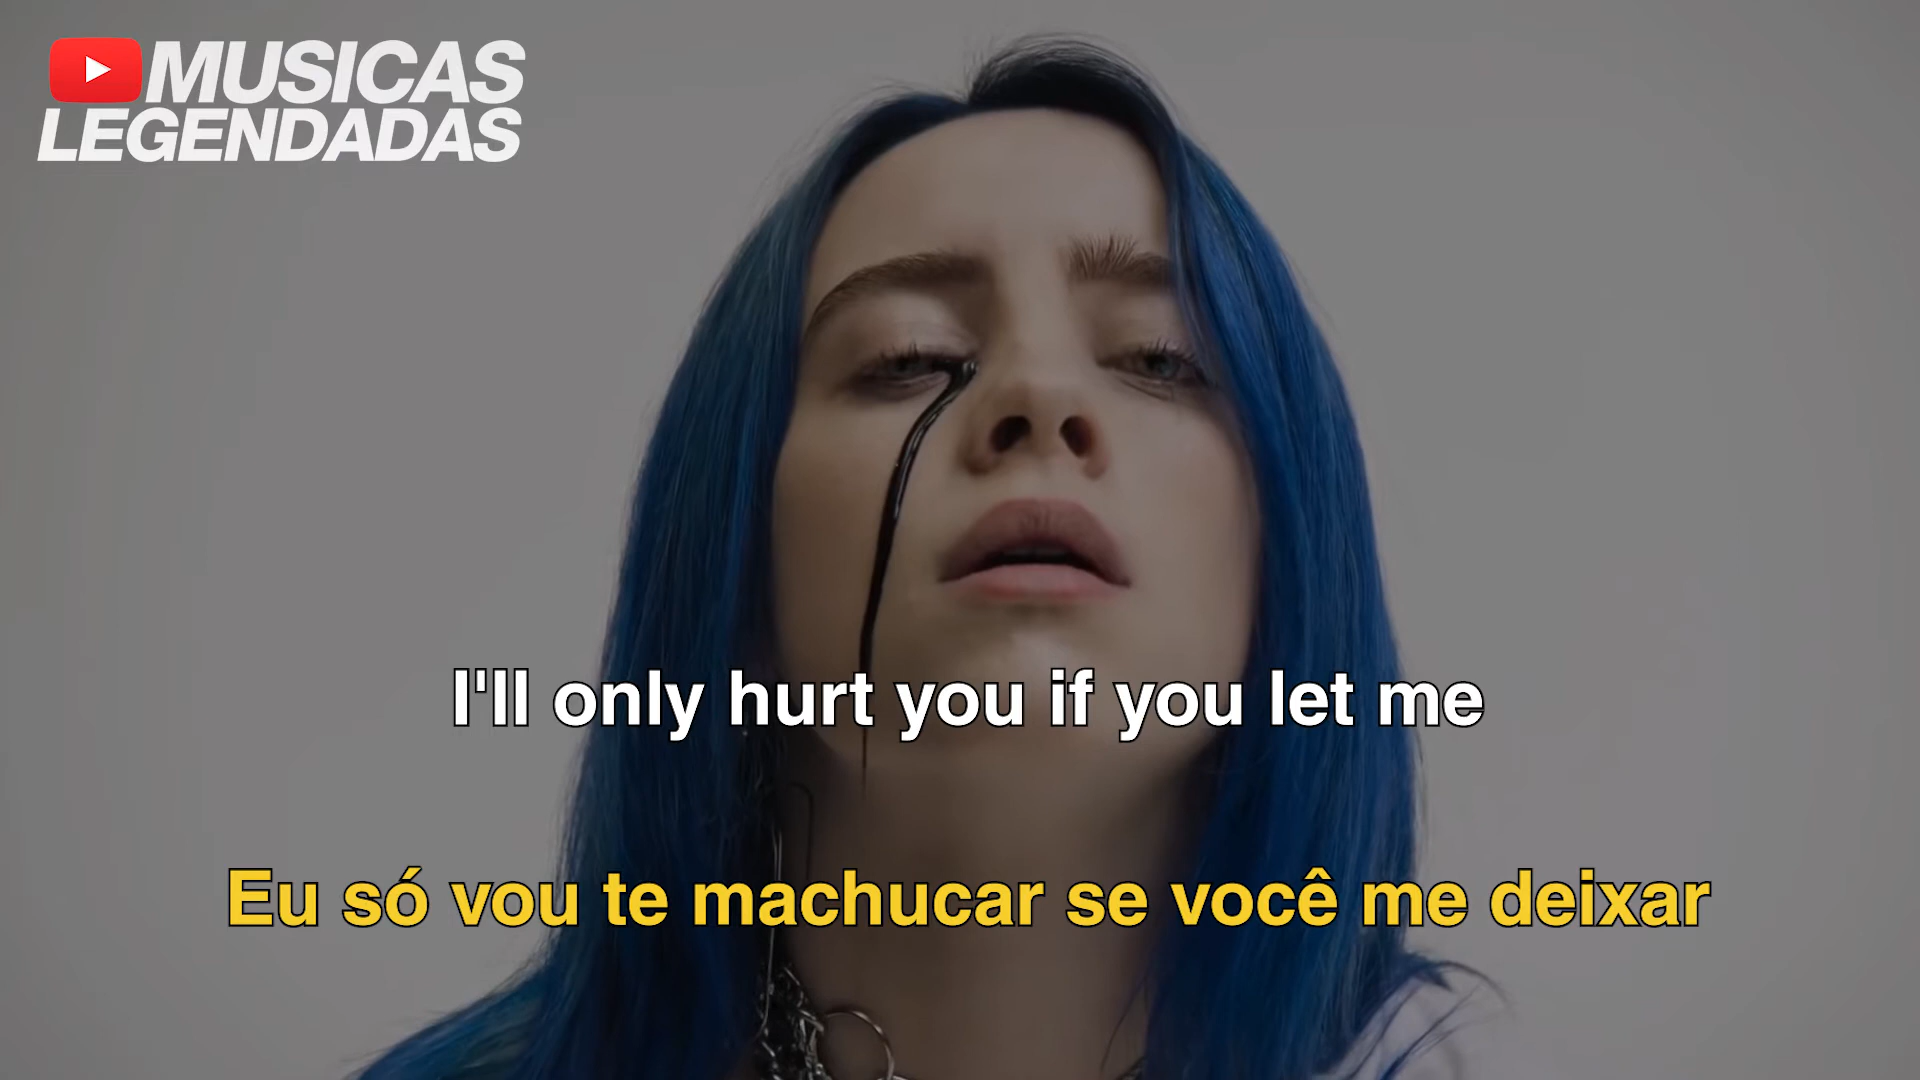 MUSICAS
LEGENDADAS
I'll only hurt you if you let me
Eu só vou te machucar se você me deixar